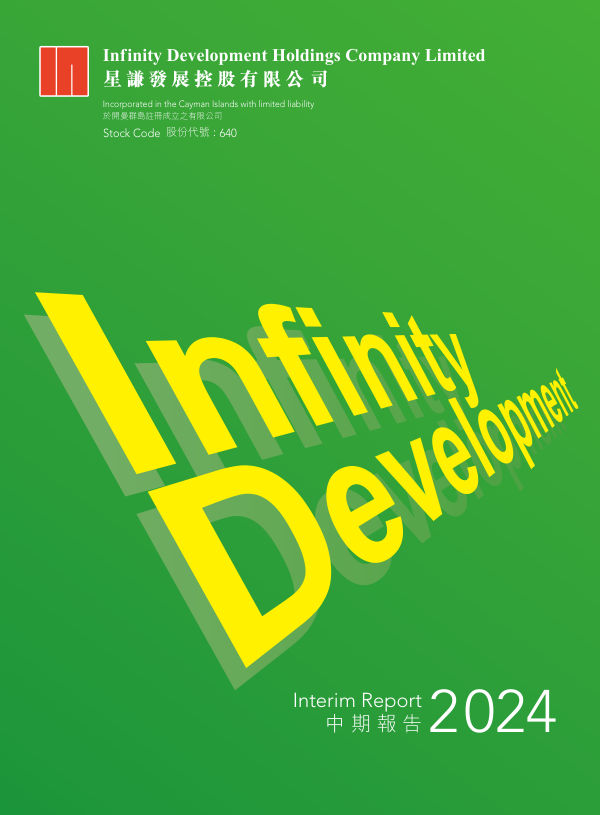 Infinity Development Holdings Company Limited
星謙發展控股有限公司
Incorporated in the Cayman Islands with limited liability
於開曼群島註冊成立之有限公司
Stock Code 股份代號：640
Infinity
Development
Interim Report
中期報告
2024